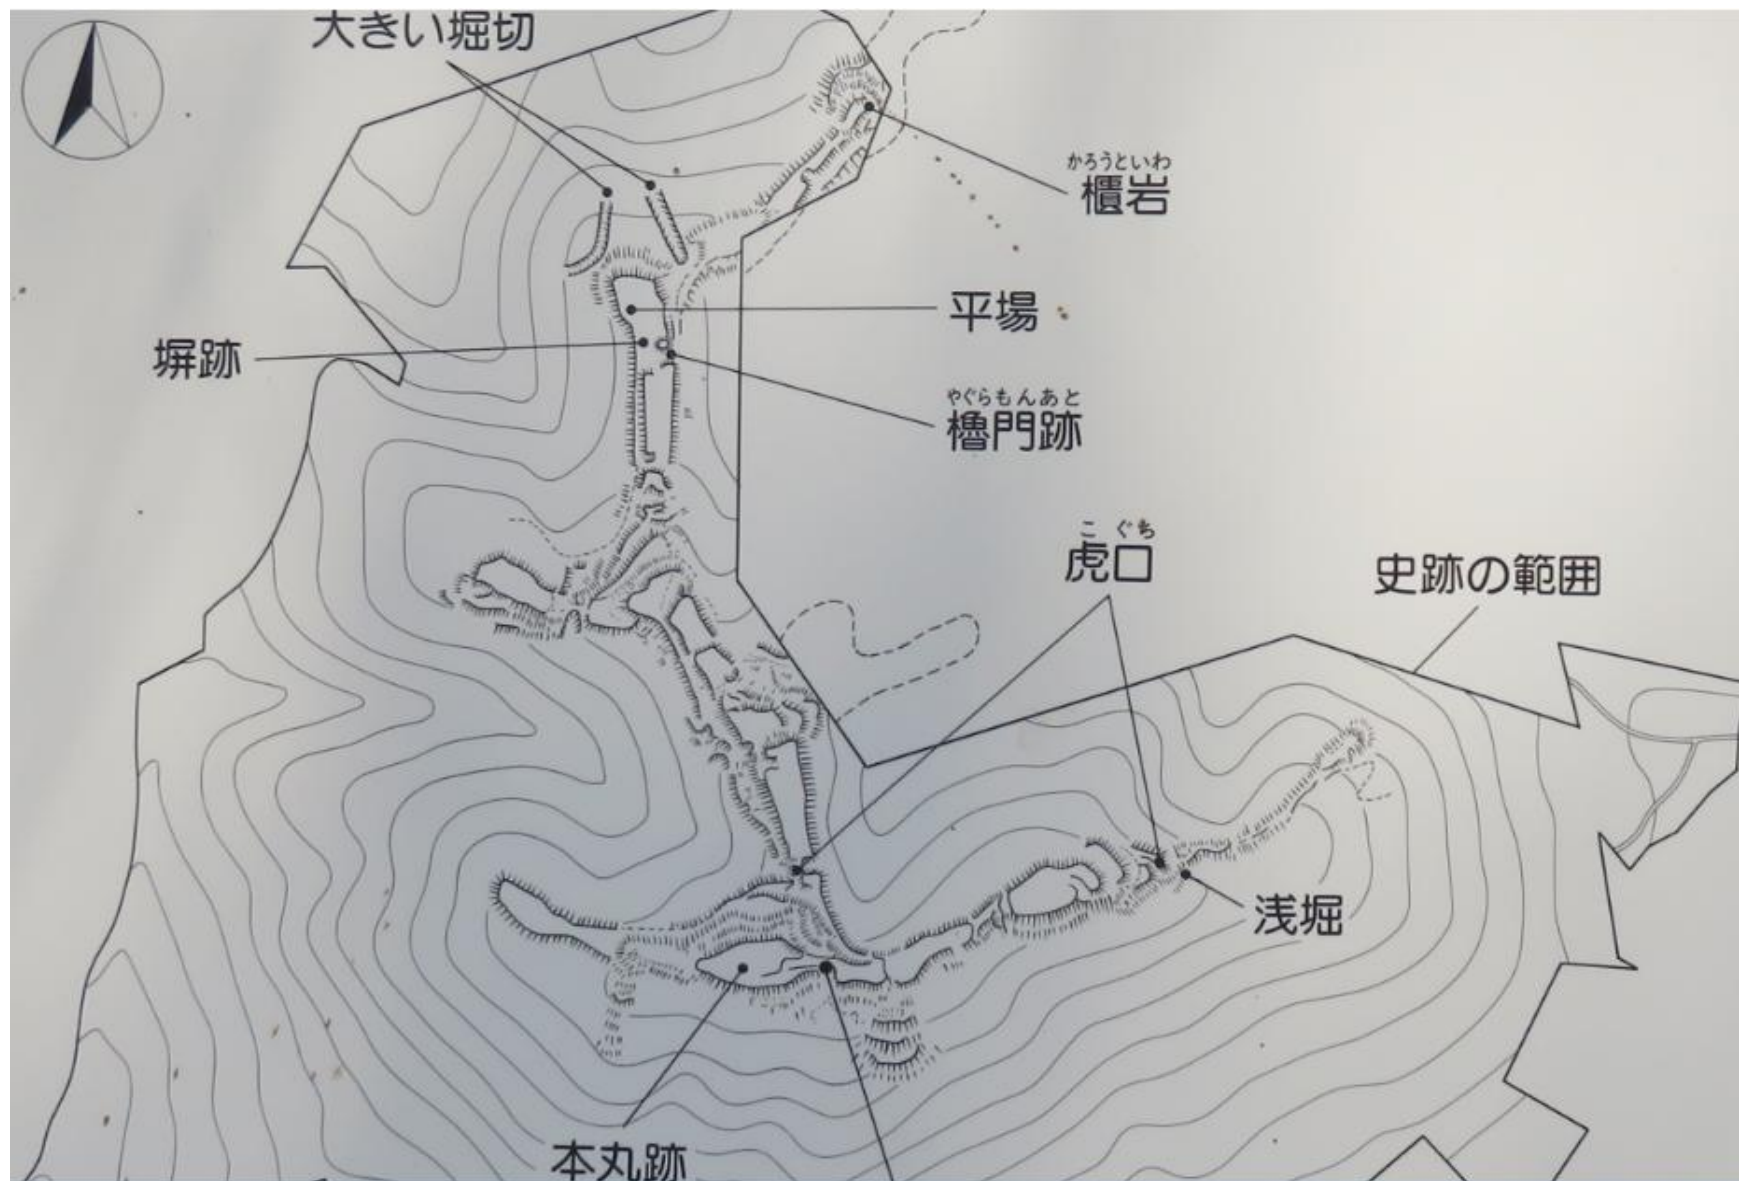 大きい堀切
かろうといわ
櫃岩
平場
塀跡
やぐらもんあと
櫓門跡
こぐち
虎口
史跡の範囲
浅堀
本丸跡